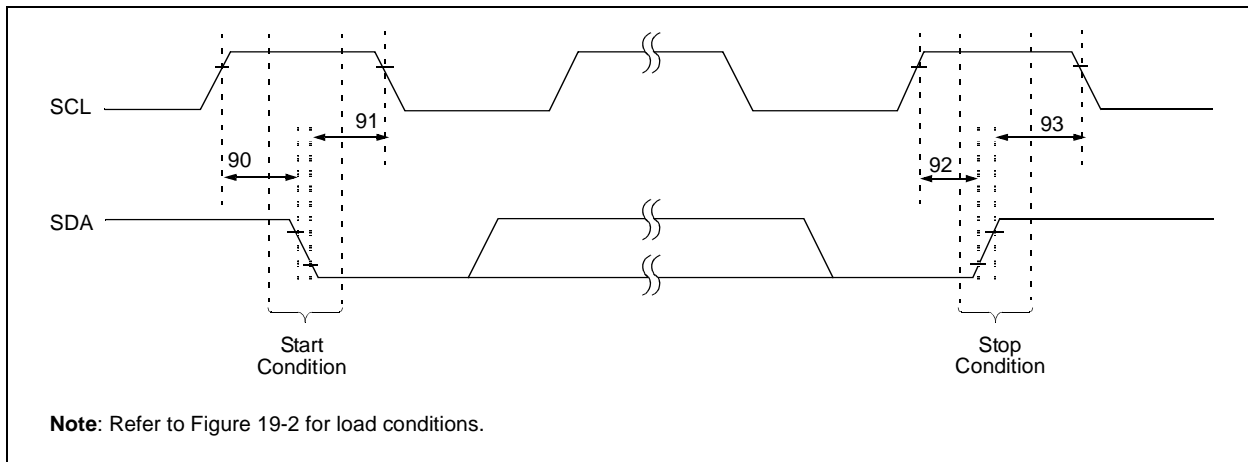 SCL
91
93
90
92
SDA
Start
Condition
Stop
Condition
Note: Refer to Figure 19-2 for load conditions.